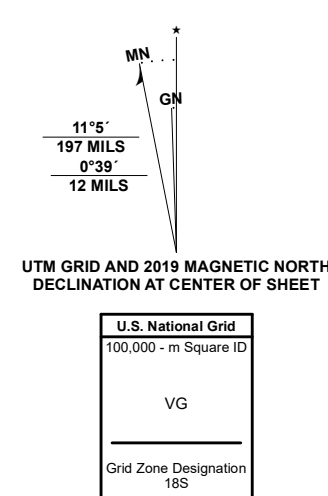 ★
MN
GN
11°5´
197 MILS
0°39´
12 MILS
UTM GRID AND 2019 MAGNETIC NORTH
DECLINATION AT CENTER OF SHEET
U.S. National Grid
100,000 - m Square ID
VG
Grid Zone Designation
18S